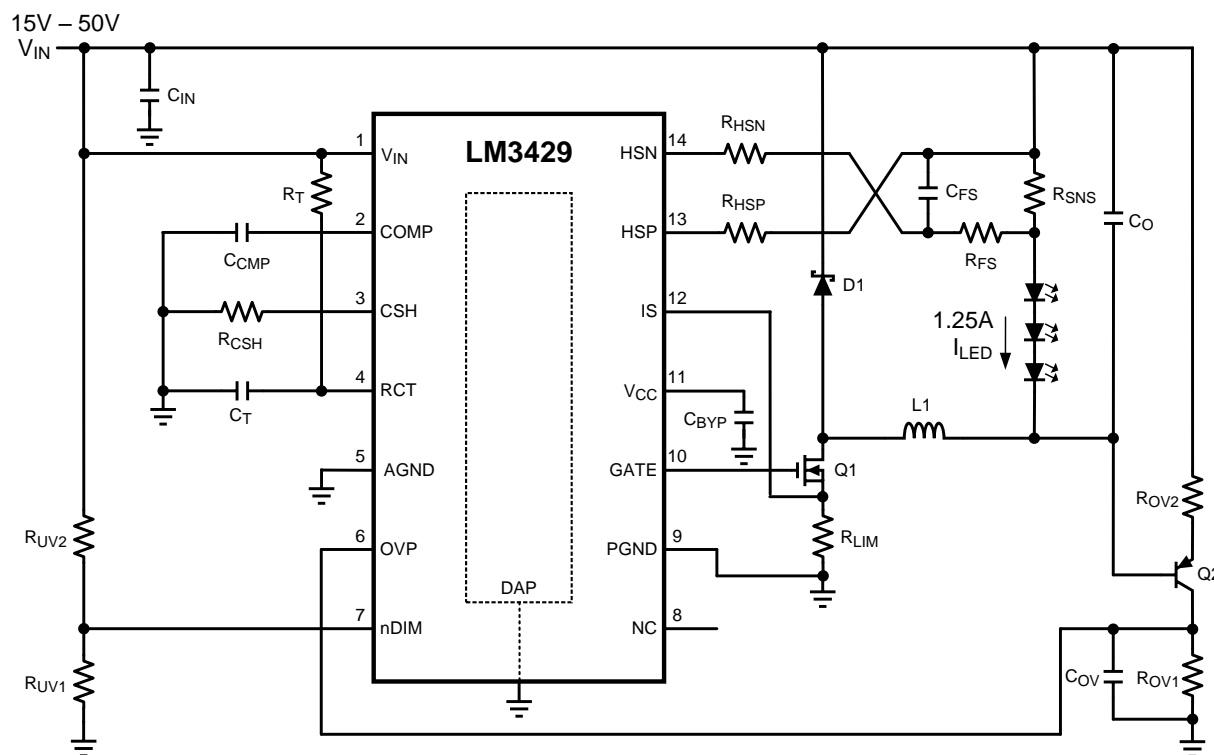 15V – 50V
VIN
CIN
LM3429
1
VIN
RT
2
COMP
CCMP
3
CSH
RCSH
4
RCT
CT
5
AGND
RUV2
6
OVP
DAP
7
nDIM
RUV1
14
HSN
RHSN
13
HSP
RHSP
CFS
RSNS
RFS
CO
12
IS
D1
1.25A
ILED
11
VCC
CBYP
L1
10
GATE
Q1
9
PGND
RLIM
8
NC
ROV2
Q2
COV
ROV1